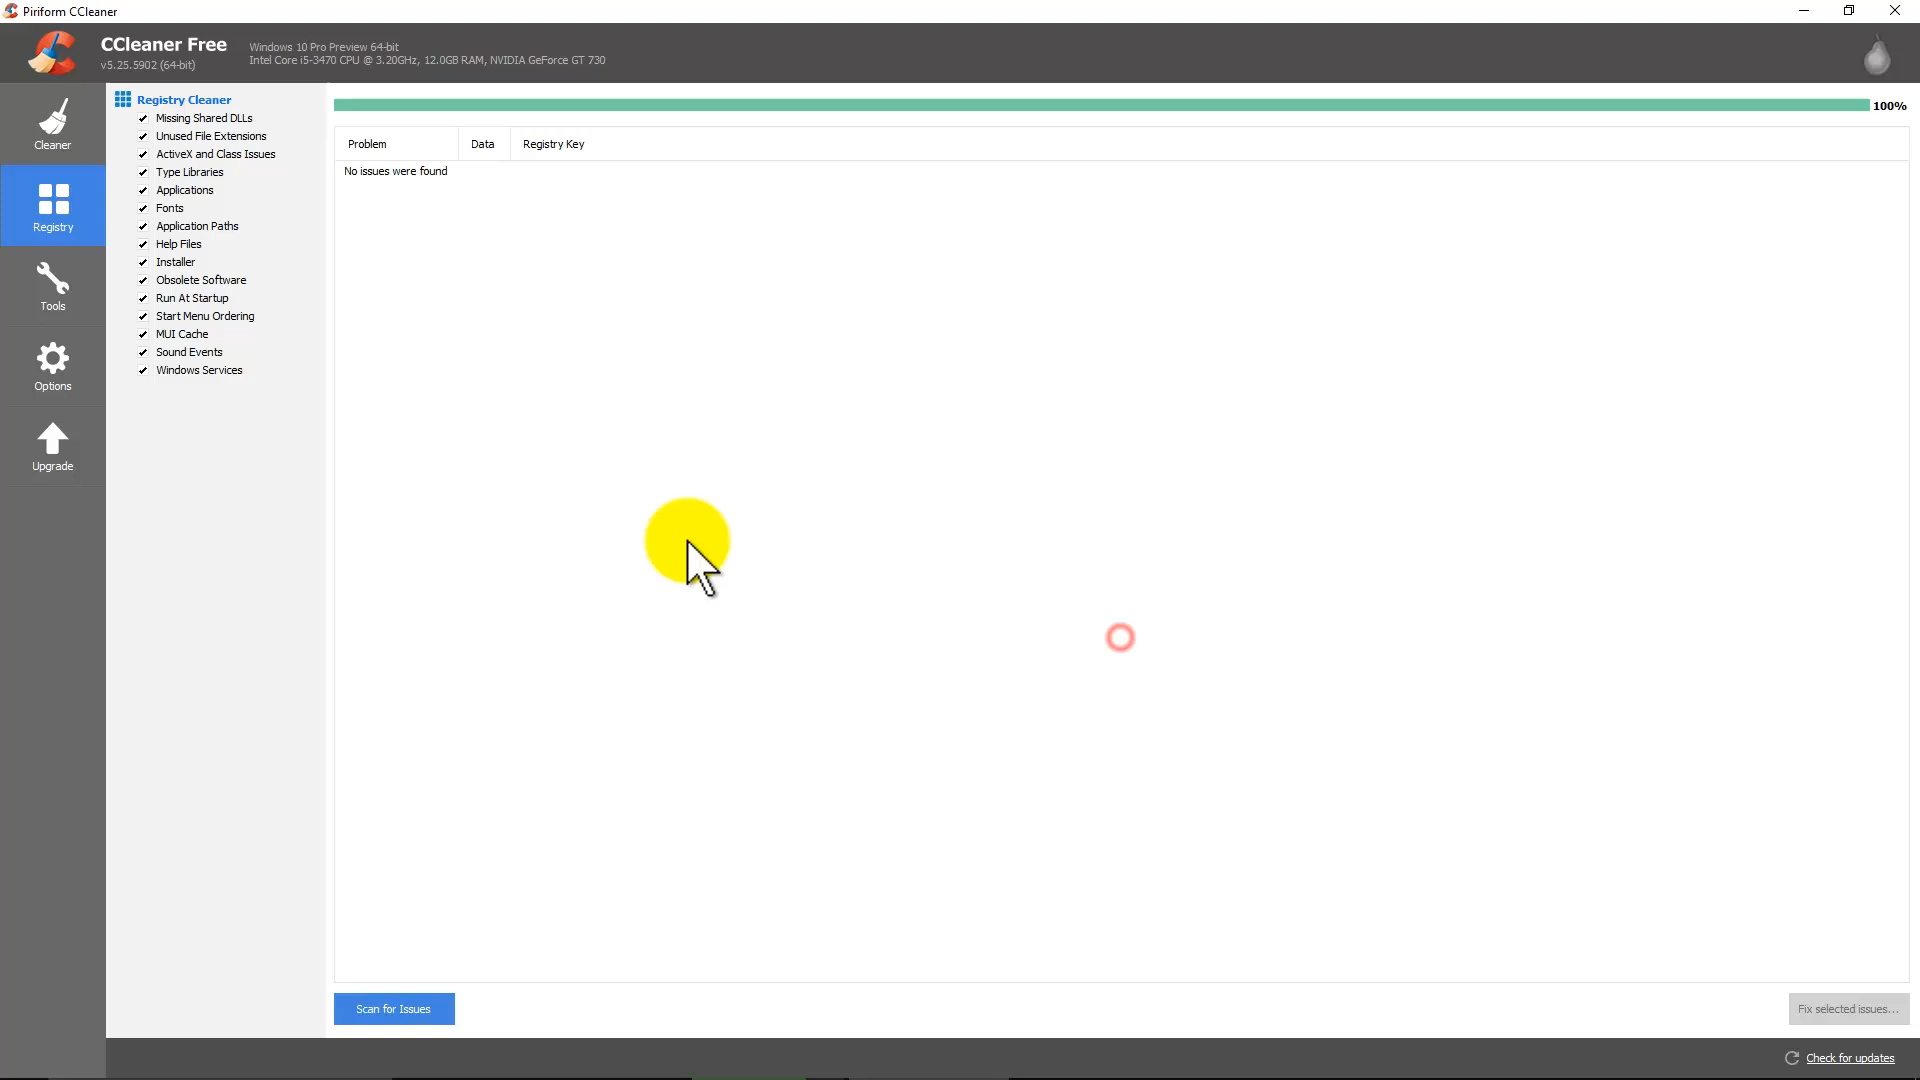 Piriform CCleaner
CCleaner Free
v5.25.5902 (64-bit)
Windows 10 Pro Preview 64-bit
Intel Core i5-3470 CPU @ 3.20GHz, 12.0GB RAM, NVIDIA GeForce GT 730
Cleaner
Registry
Tools
Options
Upgrade
Registry Cleaner
Missing Shared DLLs
Unused File Extensions
ActiveX and Class Issues
Type Libraries
Applications
Fonts
Application Paths
Help Files
Installer
Obsolete Software
Run At Startup
Start Menu Ordering
MUI Cache
Sound Events
Windows Services
100%
Problem Data Registry Key
No issues were found
Scan for Issues
Fix selected issues...
Check for updates